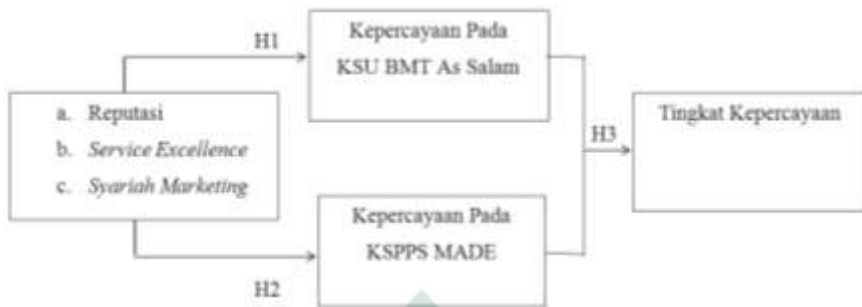 H1
Kepercayaan Pada
KSU BMT As Salam
a. Reputasi
b. Service Excellence
c. Syariah Marketing
H3
Tingkat Kepercayaan
Kepercayaan Pada
KSPPS MADE
H2